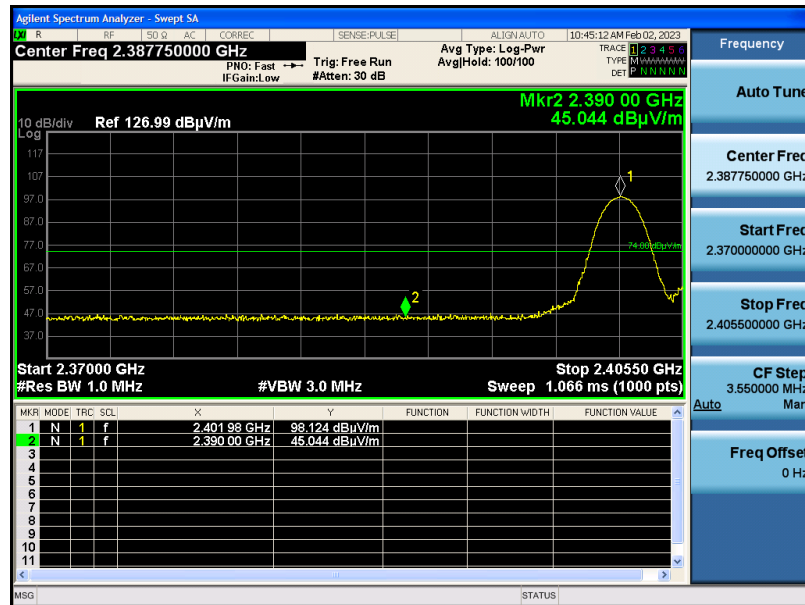 Agilent Spectrum Analyzer - Swept SA
LXI R RF 50 Ω AC CORREC SENSE:PULSE ALIGN AUTO 10:45:12 AM Feb 02, 2023
Center Freq 2.387750000 GHz
PNO: Fast
IFGain:Low
Trig: Free Run
#Atten: 30 dB
Avg Type: Log-Pwr
Avg|Hold: 100/100
TRACE 1 2 3 4 5 6
TYPE M WWWWW
DET P N N N N N
Mkr2 2.390 00 GHz
45.044 dBµV/m
10 dB/div Ref 126.99 dBµV/m
Log
117
107
97.0
87.0
77.0
67.0
57.0
47.0
37.0
1
2
74.00 dBµV/m
Start 2.37000 GHz Stop 2.40550 GHz
#Res BW 1.0 MHz #VBW 3.0 MHz Sweep 1.066 ms (1000 pts)
MKR MODE TRC SCL X Y FUNCTION FUNCTION WIDTH FUNCTION VALUE
1 N 1 f 2.401 98 GHz 98.124 dBµV/m
2 N 1 f 2.390 00 GHz 45.044 dBµV/m
3
4
5
6
7
8
9
10
11
MSG STATUS
Frequency
Auto Tune
Center Freq
2.387750000 GHz
Start Freq
2.370000000 GHz
Stop Freq
2.405500000 GHz
CF Step
3.550000 MHz
Auto Man
Freq Offset
0 Hz